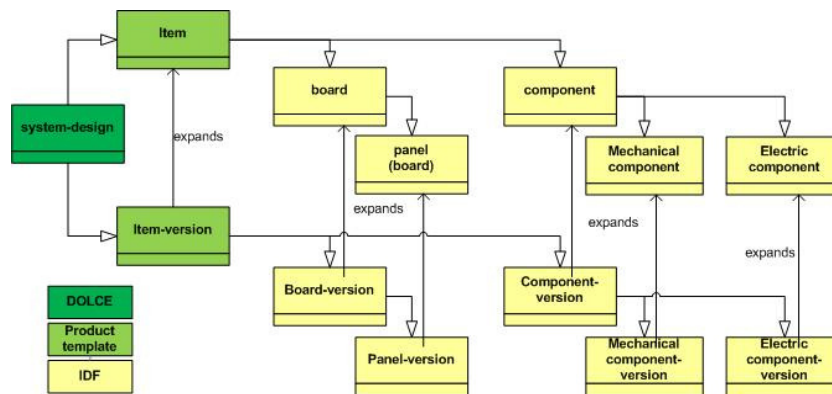 Item
board
component
system-design
expands
panel
(board)
Mechanical
component
Electric
component
expands
expands
Item-version
Board-version
Component-
version
DOLCE
Product
template
IDF
Panel-version
Mechanical
component-
version
Electric
component-
version